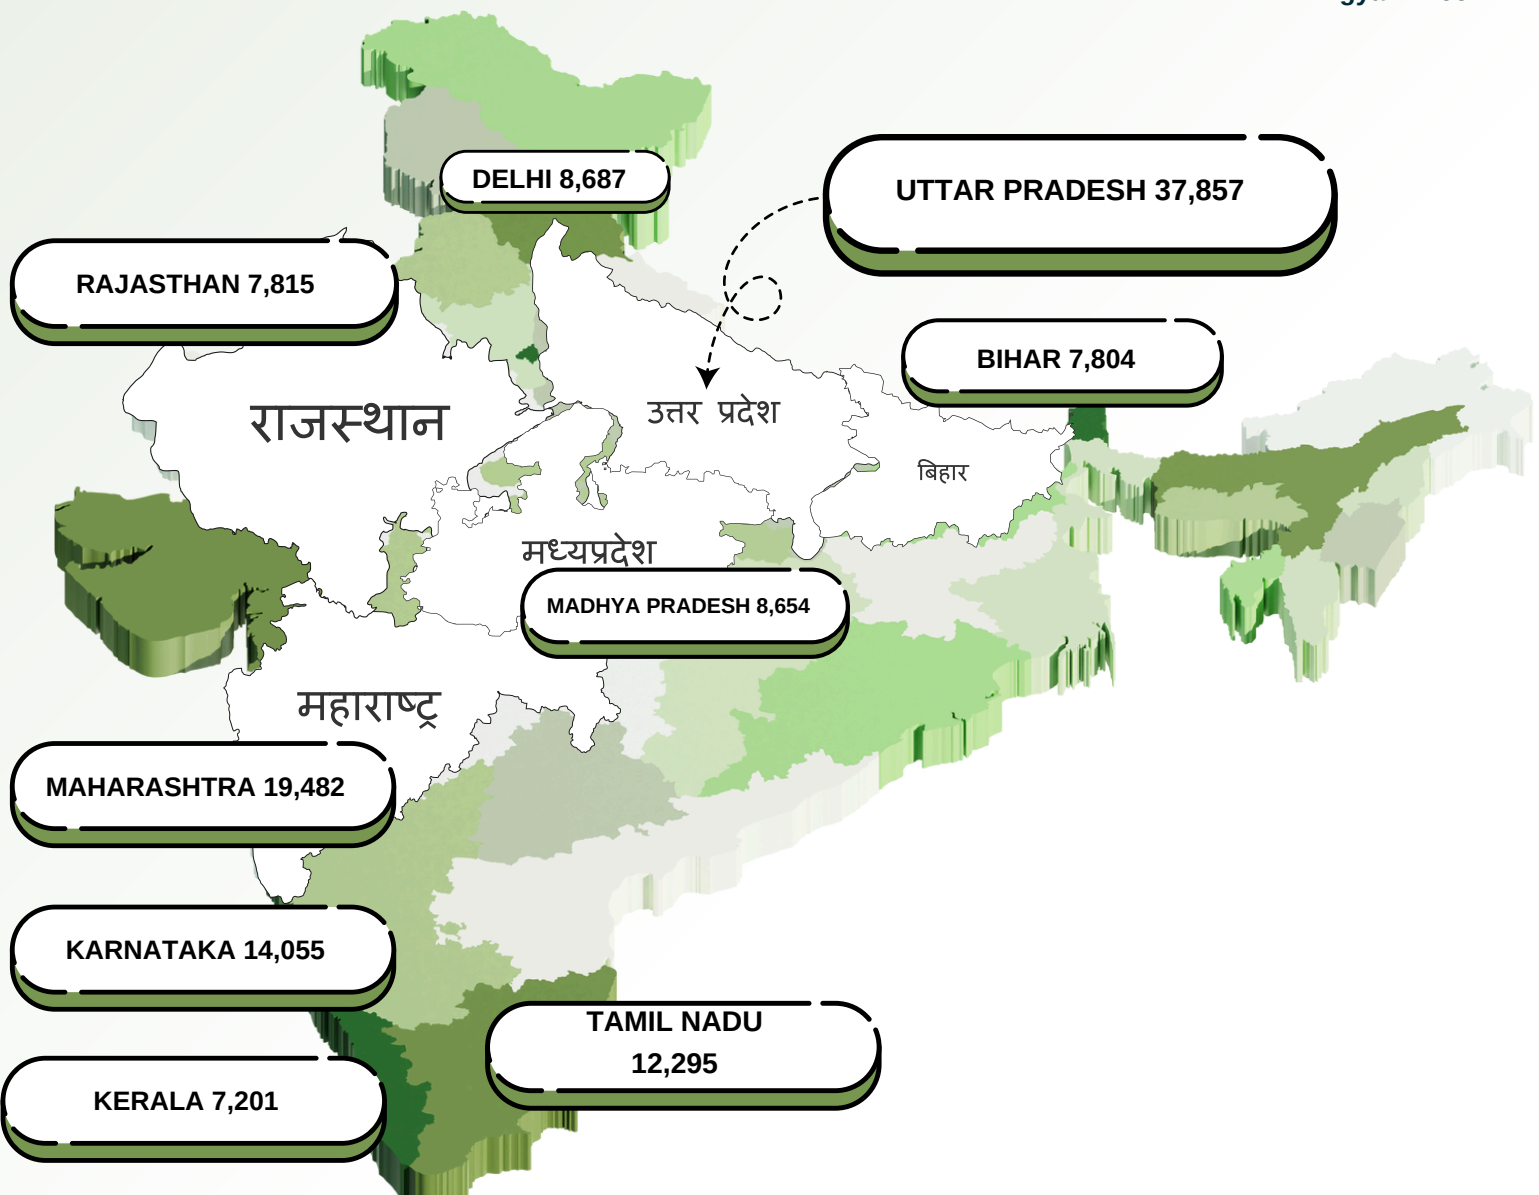 DELHI 8,687
UTTAR PRADESH 37,857
RAJASTHAN 7,815
BIHAR 7,804
राजस्थान
उत्तर प्रदेश
बिहार
मध्यप्रदेश
MADHYA PRADESH 8,654
महाराष्ट्र
MAHARASHTRA 19,482
KARNATAKA 14,055
TAMIL NADU
12,295
KERALA 7,201